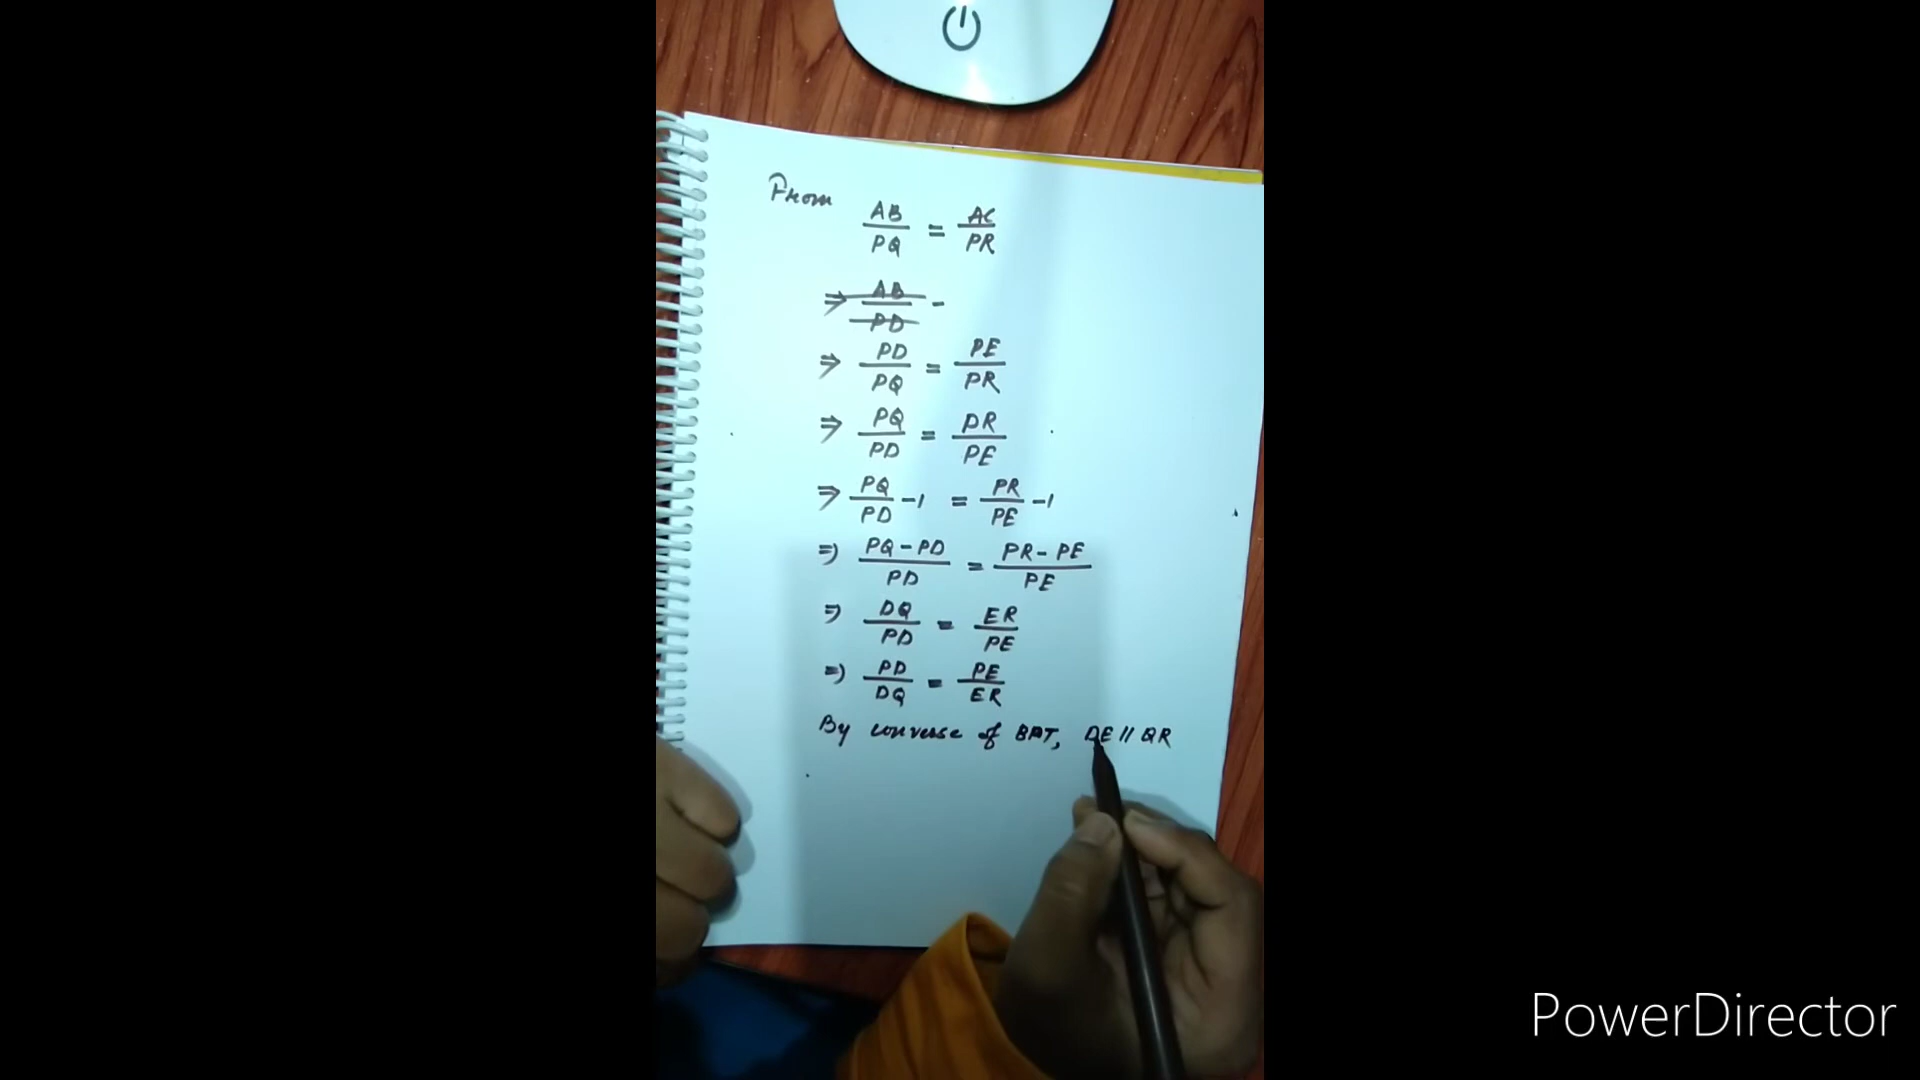 From
AB/PQ = AC/PR
⇒ AB/PD =
⇒ PD/PQ = PE/PR
⇒ PQ/PD = PR/PE
⇒ PQ/PD -1 = PR/PE -1
⇒ PQ-PD/PD = PR-PE/PE
⇒ DQ/PD = ER/PE
⇒ PD/DQ = PE/ER
By converse of BPT, DE // QR
PowerDirector